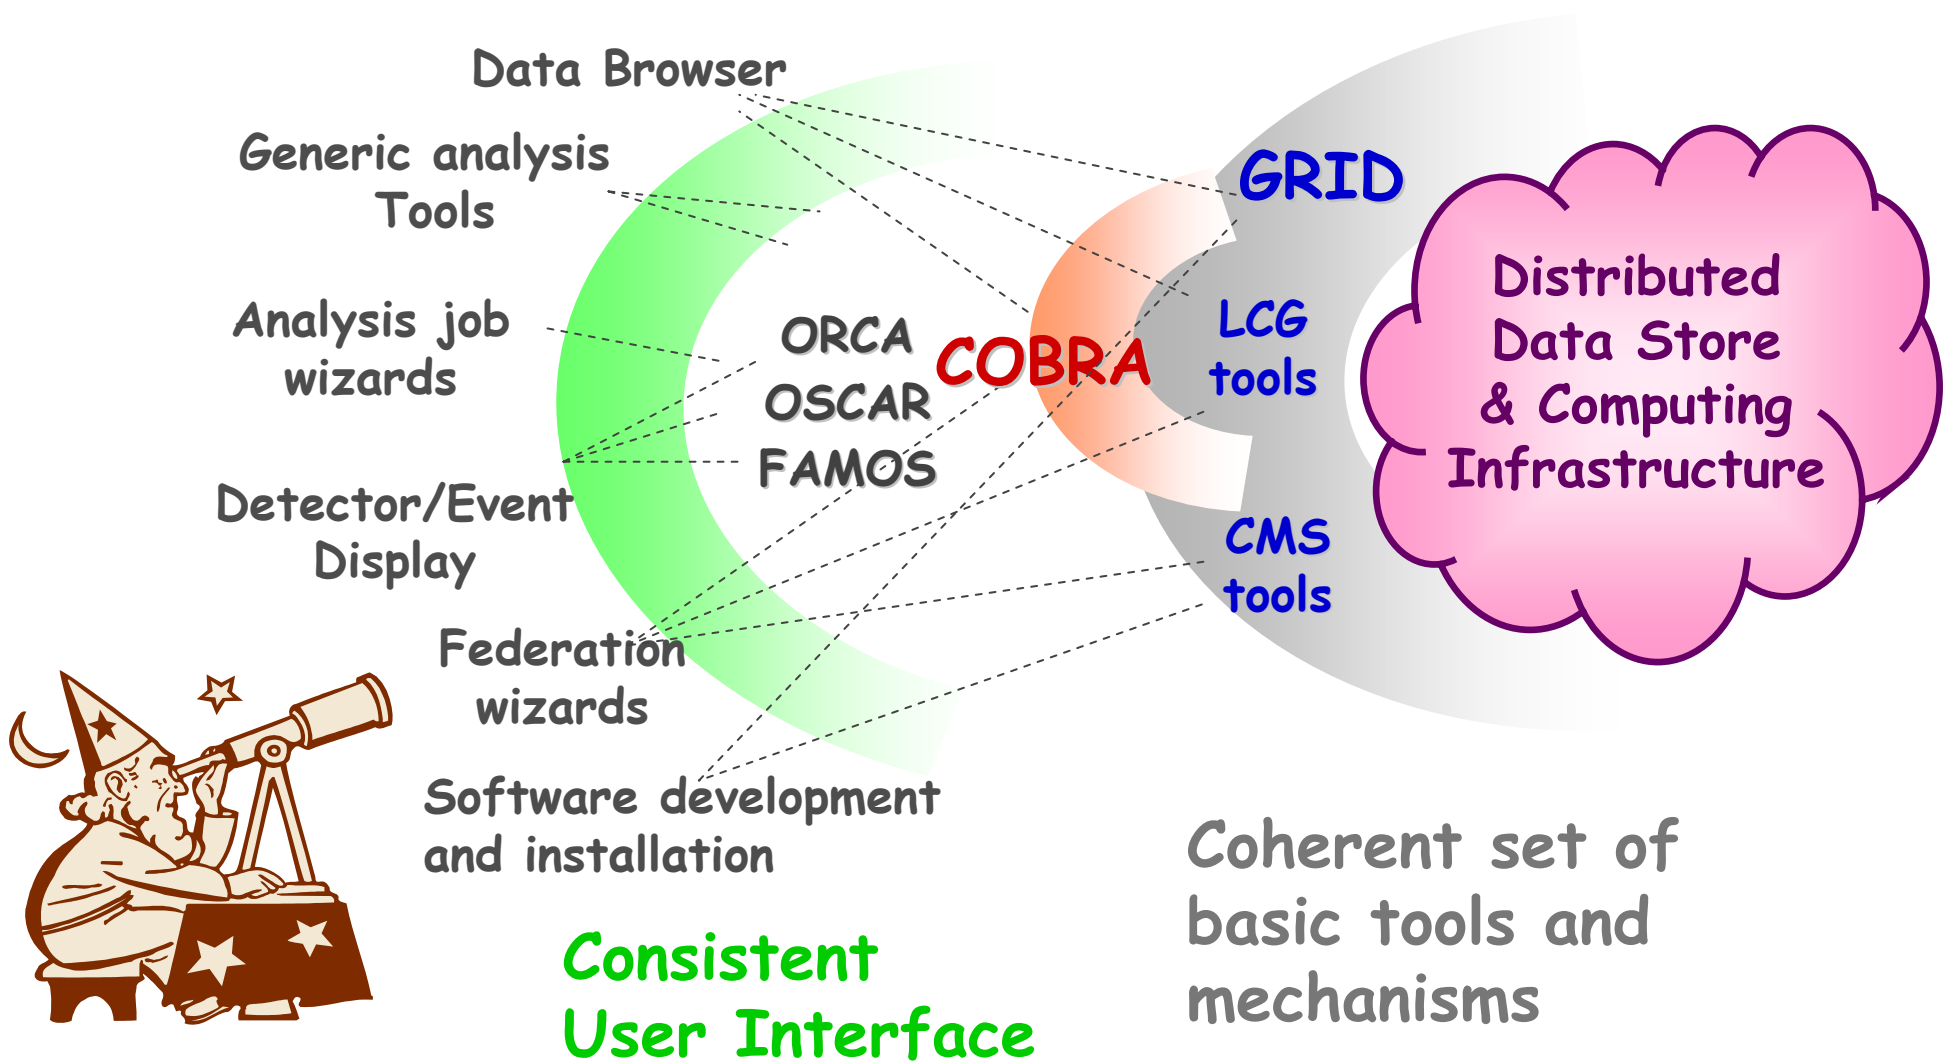 Data Browser
Generic analysis
Tools
Analysis job
wizards
Detector/Event
Display
Federation
wizards
Software development
and installation
ORCA
OSCAR
FAMOS
COBRA
GRID
LCG
tools
CMS
tools
Distributed
Data Store
& Computing
Infrastructure
Consistent
User Interface
Coherent set of
basic tools and
mechanisms